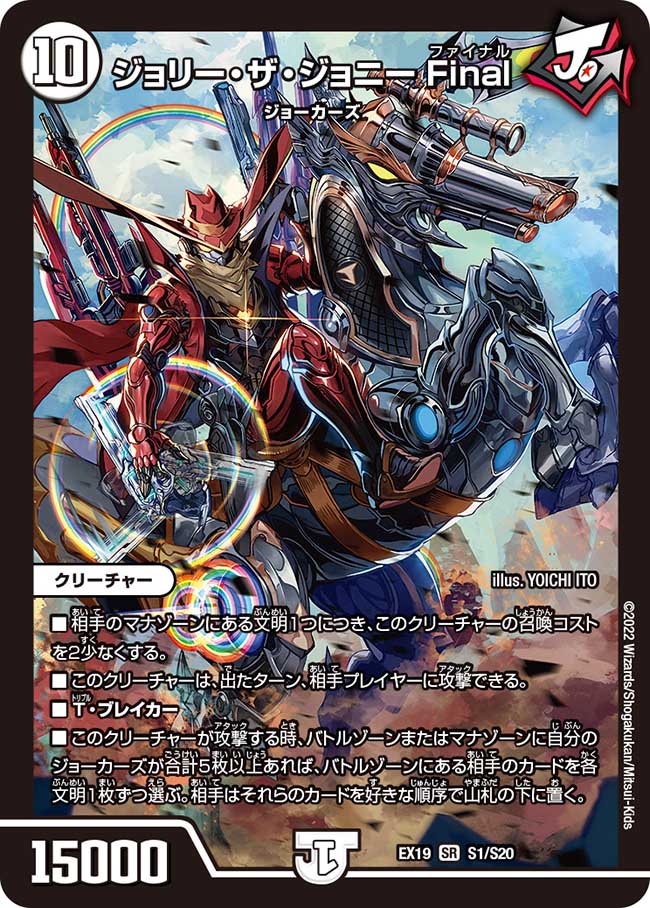 10
ファイナル
ジョリー・ザ・ジョニー Final
ジョーカーズ
クリーチャー
illus. YOICHI ITO
■相手のマナゾーンにある文明1つにつき、このクリーチャーの召喚コスト
を2少なくする。
■このクリーチャーは、出たターン、相手プレイヤーに攻撃できる。
■T・ブレイカー
■このクリーチャーが攻撃する時、バトルゾーンまたはマナゾーンに自分の
ジョーカーズが合計5枚以上あれば、バトルゾーンにある相手のカードを各
文明1枚ずつ選ぶ。相手はそれらのカードを好きな順序で山札の下に置く。
©2022 Wizards/Shogakukan/Mitsui-Kids
15000
EX19 SR S1/S20